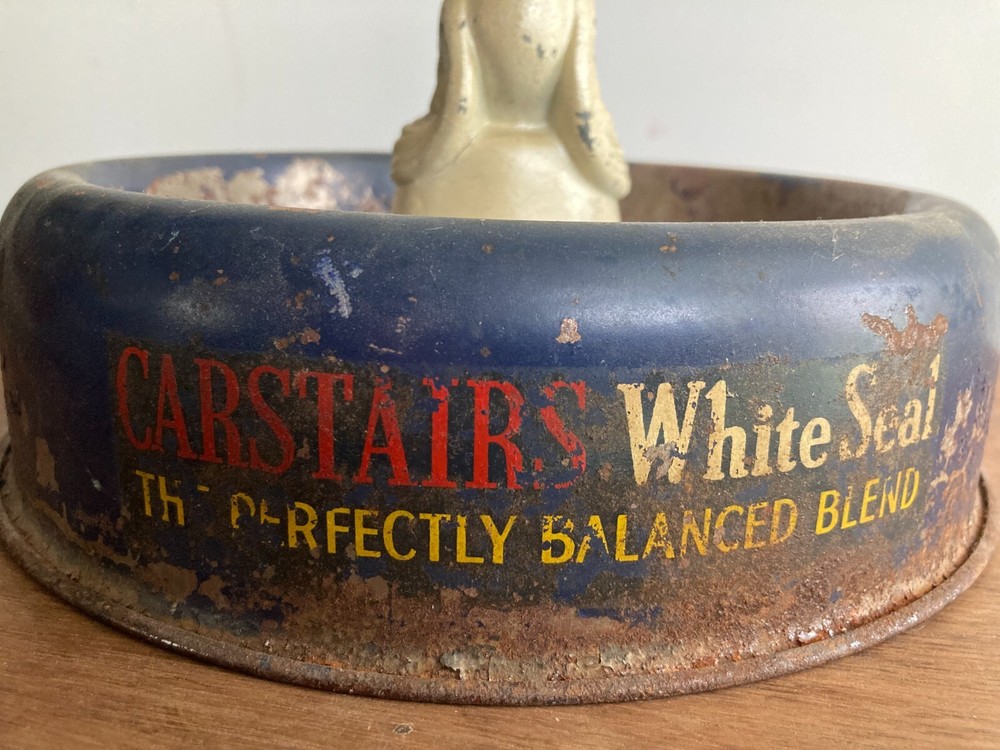 CARSTAIRS White Seal
THE PERFECTLY BALANCED BLEND